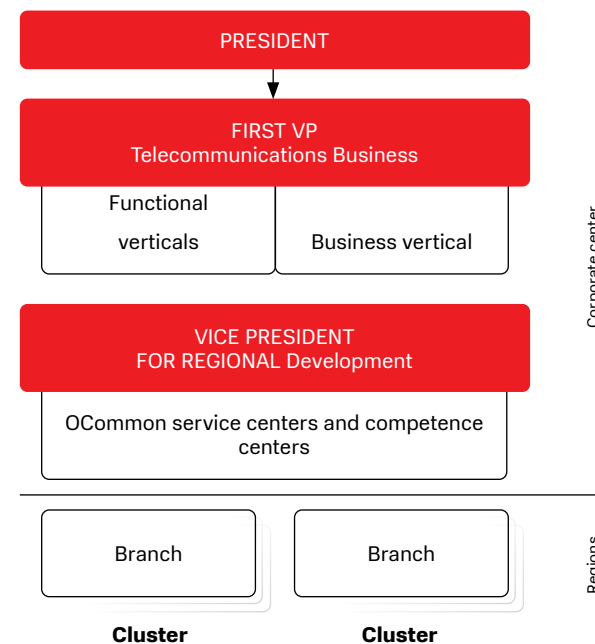 PRESIDENT
FIRST VP
Telecommunications Business
Functional
verticals
Business vertical
Corporate center
VICE PRESIDENT
FOR REGIONAL Development
OCommon service centers and competence
centers
Branch
Branch
Regions
Cluster
Cluster